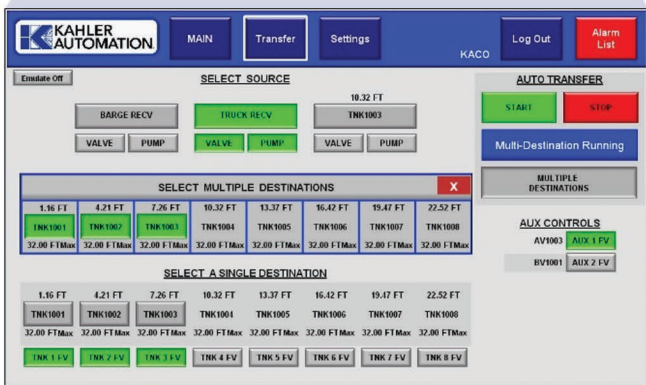 KAHLER
AUTOMATION
MAIN
Transfer
Settings
KACO
Log Out
Alarm
List
Emulate Off
SELECT SOURCE
AUTO TRANSFER
10.32 FT
BARGE RECV
TRUCK RECV
TNK1003
START
STOP
VALVE
PUMP
VALVE
PUMP
VALVE
PUMP
Multi-Destination Running
MULTIPLE
DESTINATIONS
SELECT MULTIPLE DESTINATIONS
X
1.16 FT 4.21 FT 7.26 FT 10.32 FT 13.37 FT 16.42 FT 19.47 FT 22.52 FT
TNK1001 TNK1002 TNK1003 TNK1004 TNK1005 TNK1006 TNK1007 TNK1008
32.00 FTMax 32.00 FTMax 32.00 FTMax 32.00 FTMax 32.00 FTMax 32.00 FTMax 32.00 FTMax 32.00 FTMax
AUX CONTROLS
AV1003 AUX 1 FV
BV1001 AUX 2 FV
SELECT A SINGLE DESTINATION
1.16 FT 4.21 FT 7.26 FT 10.32 FT 13.37 FT 16.42 FT 19.47 FT 22.52 FT
TNK1001 TNK1002 TNK1003 TNK1004 TNK1005 TNK1006 TNK1007 TNK1008
32.00 FTMax 32.00 FTMax 32.00 FTMax 32.00 FTMax 32.00 FTMax 32.00 FTMax 32.00 FTMax 32.00 FTMax
TNK 1 FV TNK 2 FV TNK 3 FV TNK 4 FV TNK 5 FV TNK 6 FV TNK 7 FV TNK 8 FV